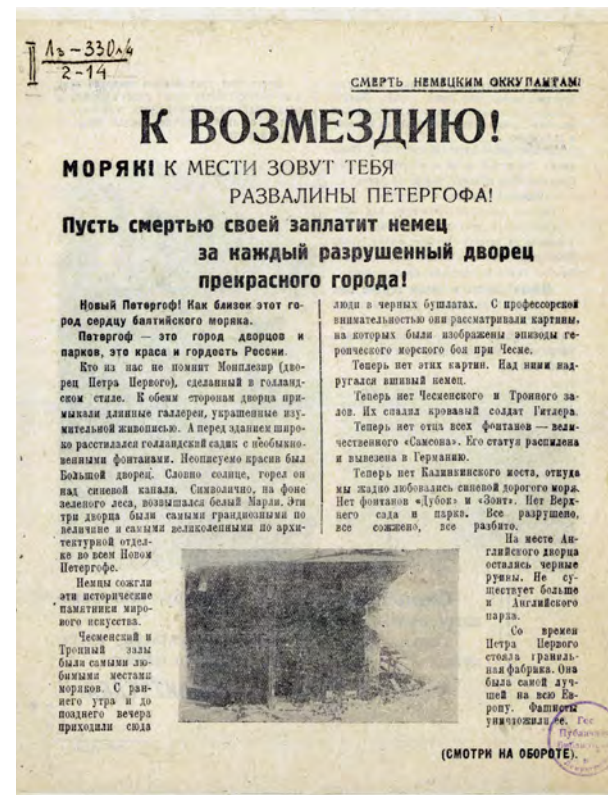 Лъ-330л4
2-14
СМЕРТЬ НЕМЕЦКИМ ОККУПАНТАМ!
К ВОЗМЕЗДИЮ!
МОРЯК! К МЕСТИ ЗОВУТ ТЕБЯ
РАЗВАЛИНЫ ПЕТЕРГОФА!
Пусть смертью своей заплатит немец
за каждый разрушенный дворец
прекрасного города!
Новый Петергоф! Как близок этот го-
род сердцу балтийского моряка.
Петергоф — это город дворцов и
парков, это краса и гордость России.
Кто из нас не помнит Монплезир (дво-
рец Петра Первого), сделанный в голланд-
ском стиле. К обеим сторонам дворца при-
мыкали длинные галлереи, украшенные изу-
мительной живописью. А перед зданием широ-
ко расстилался голландский садик с необыкно-
венными фонтанами. Неописуемо красив был
Большой дворец. Словно солнце, горел он
над синевой канала. Символично, на фоне
зеленого леса, возвышался белый Марли. Эти
три дворца были самыми грандиозными по
величине и самыми великолепными по архи-
тектурной отдел-
ке во всем Новом
Петергофе.
Немцы сожгли
эти исторические
памятники миро-
вого искусства.
Чесменский и
Тронный залы
были самыми лю-
бимыми местами
моряков. С ран-
него утра и до
позднего вечера
приходили сюда
люди в черных бушлатах. С профессорской
внимательностью они рассматривали картины,
на которых были изображены эпизоды ге-
роического морского боя при Чесме.
Теперь нет этих картин. Над ними над-
ругался вшивый немец.
Теперь нет Чесменского и Тронного за-
лов. Их спалил кровавый солдат Гитлера.
Теперь нет отца всех фонтанов — вели-
чественного «Самсона». Его статуя распилена
и вывезена в Германию.
Теперь нет Калинкинского моста, откуда
мы жадно любовались синевой дорогого моря.
Нет фонтанов «Дубок» и «Зонт». Нет Верх-
него сада и парка. Все разрушено,
все сожжено, все разбито.
На месте Ан-
глийского дворца
остались черные
руины. Не су-
ществует больше
и Английского
парка.
Со времен
Петра Первого
стояла граниль-
ная фабрика. Она
была самой луч-
шей на всю Ев-
ропу. Фашисты
уничтожили ее.
Гос
(СМОТРИ НА ОБОРОТЕ).